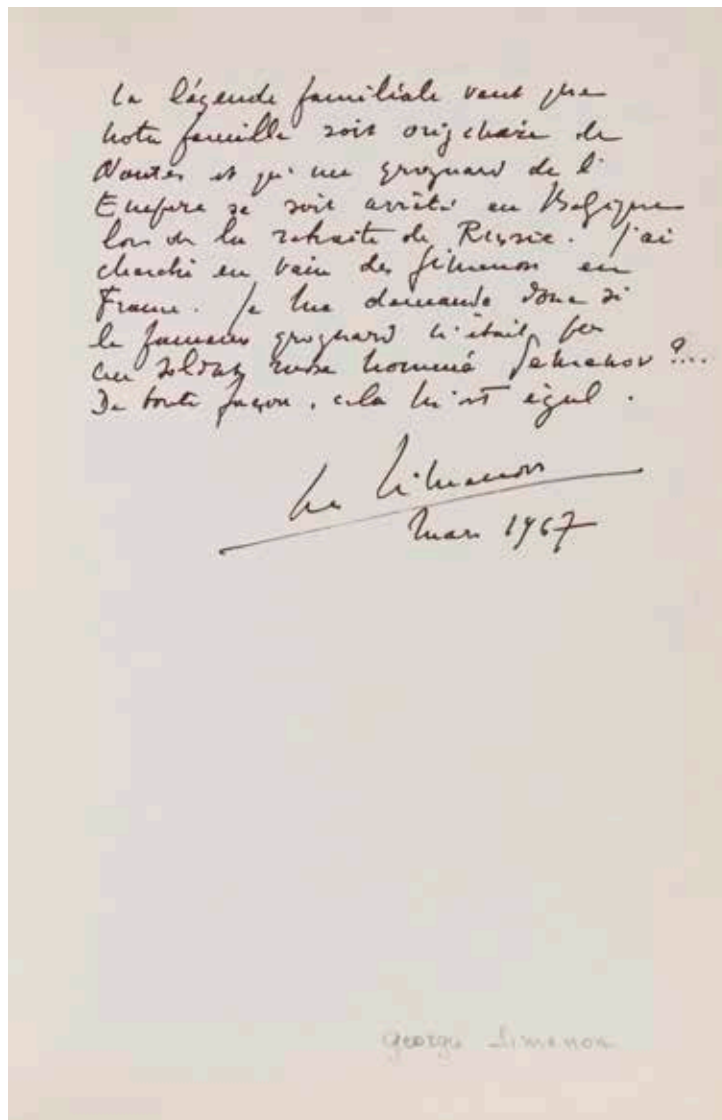 La légende familiale veut que
notre famille soit originaire de
Nantes et qu'un grognard de l'
Empire se soit arrêté en Belgique
lors de la retraite de Russie. J'ai
cherché en vain des Simenon en
France. Je me demande donc si
le fameux grognard n'était pas
un soldat russe nommé Semenov ?...
De toute façon, cela m'est égal.
Simenon
Mars 1967
Georges Simenon